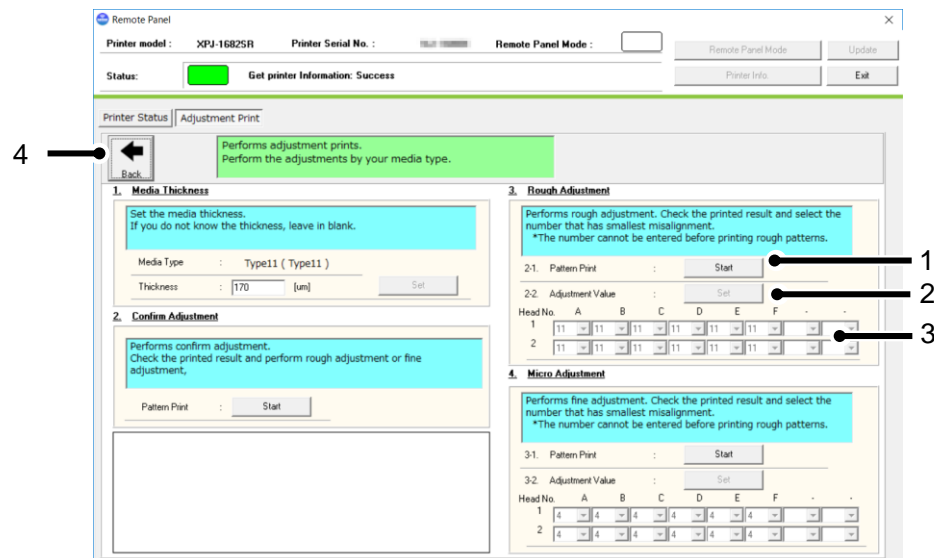 Remote Panel
Printer model : XPJ-1682SR Printer Serial No. : Remote Panel Mode :
Remote Panel Mode Update
Status: Get printer Information: Success
Printer Info Exit
Printer Status Adjustment Print
4
Back
Performs adjustment prints.
Perform the adjustments by your media type.
1. Media Thickness
Set the media thickness.
If you do not know the thickness, leave in blank.
Media Type : Type11 ( Type11 )
Thickness : 170 [um] Set
2. Confirm Adjustment
Performs confirm adjustment.
Check the printed result and perform rough adjustment or fine
adjustment,
Pattern Print : Start
3. Rough Adjustment
Performs rough adjustment. Check the printed result and select the
number that has smallest misalignment.
*The number cannot be entered before printing rough patterns.
2-1. Pattern Print : Start
1
2-2. Adjustment Value : Set
2
Head No. A B C D E F - -
1 11 11 11 11 11 11
3
2 11 11 11 11 11 11
4. Micro Adjustment
Performs fine adjustment. Check the printed result and select the
number that has smallest misalignment.
*The number cannot be entered before printing rough patterns.
3-1. Pattern Print : Start
3-2. Adjustment Value : Set
Head No. A B C D E F - -
1 4 4 4 4 4 4
2 4 4 4 4 4 4